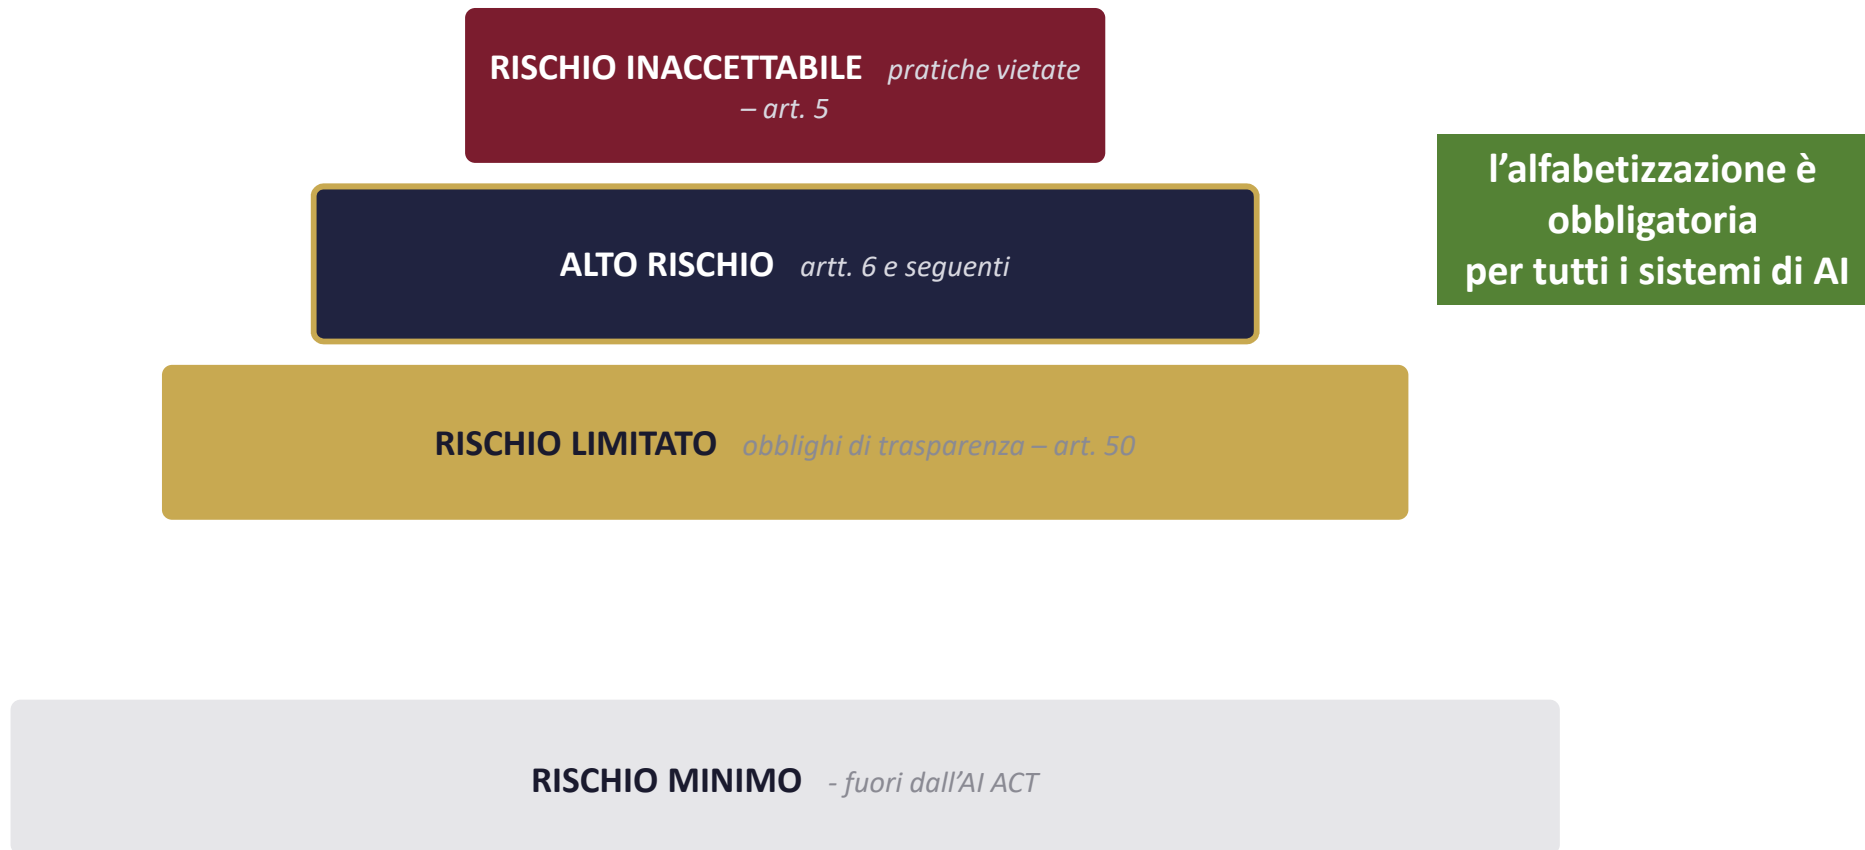 RISCHIO INACCETTABILE pratiche vietate
– art. 5
l’alfabetizzazione è
obbligatoria
per tutti i sistemi di AI
ALTO RISCHIO artt. 6 e seguenti
RISCHIO LIMITATO obblighi di trasparenza – art. 50
RISCHIO MINIMO - fuori dall’AI ACT